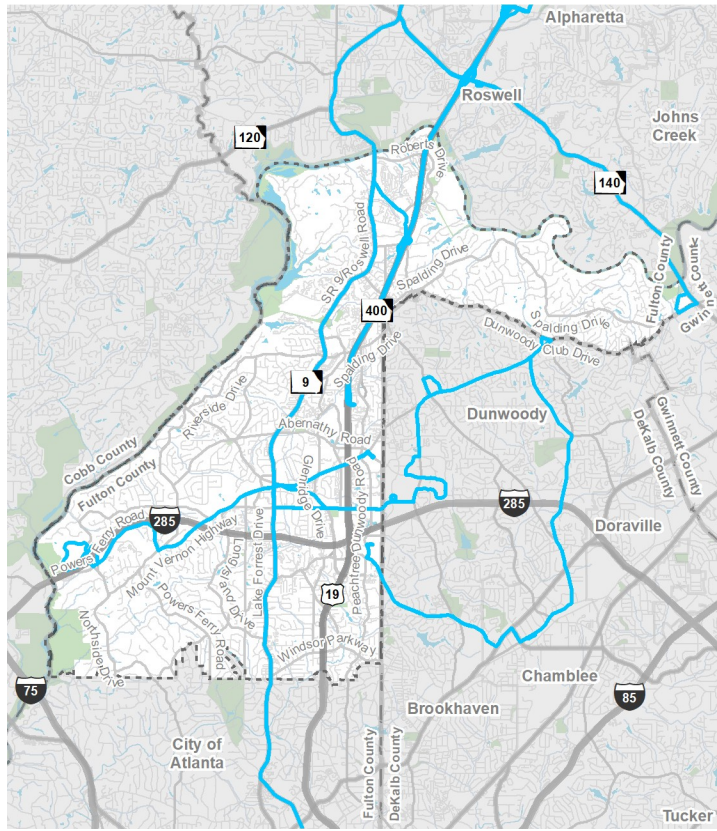 Alpharetta
Roswell
Johns
Creek
120
Roberts Drive
140
SR 9/Roswell Road
Fulton County
Gwinnett County
Spalding Drive
400
Spalding Drive
Dunwoody Club Drive
Spalding Drive
9
Riverside Drive
Dunwoody
Gwinnett County
DeKalb County
Abernathy Road
Cobb County
Fulton County
Glenridge Drive
Peachtree Dunwoody Road
285
285
Doraville
Powers Ferry Road
Mount Vernon Highway
Long Island Drive
Lake Forrest Drive
19
Powers Ferry Road
Northside Drive
Windsor Parkway
75
Chamblee
85
Brookhaven
City of
Atlanta
Fulton County
DeKalb County
Tucker